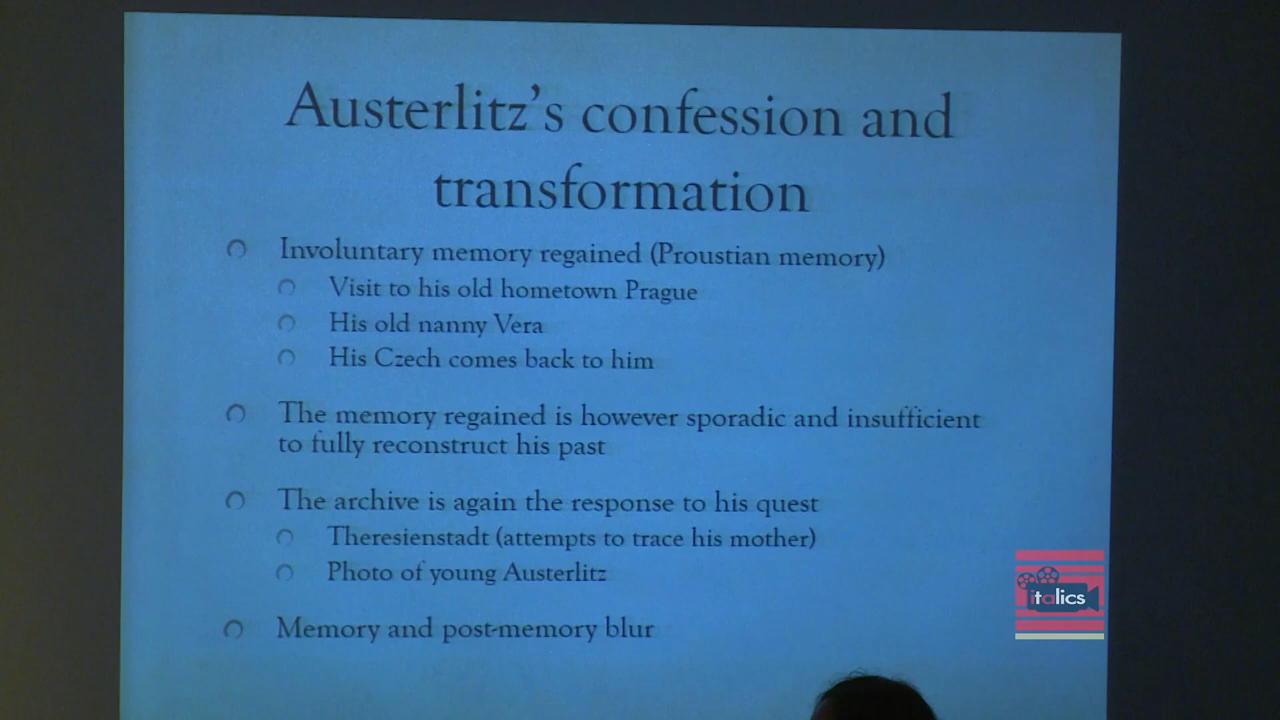 Austerlitz's confession and
transformation
Involuntary memory regained (Proustian memory)
Visit to his old hometown Prague
His old nanny Vera
His Czech comes back to him
The memory regained is however sporadic and insufficient
to fully reconstruct his past
The archive is again the response to his quest
Theresienstadt (attempts to trace his mother)
Photo of young Austerlitz
italics
Memory and post-memory blur